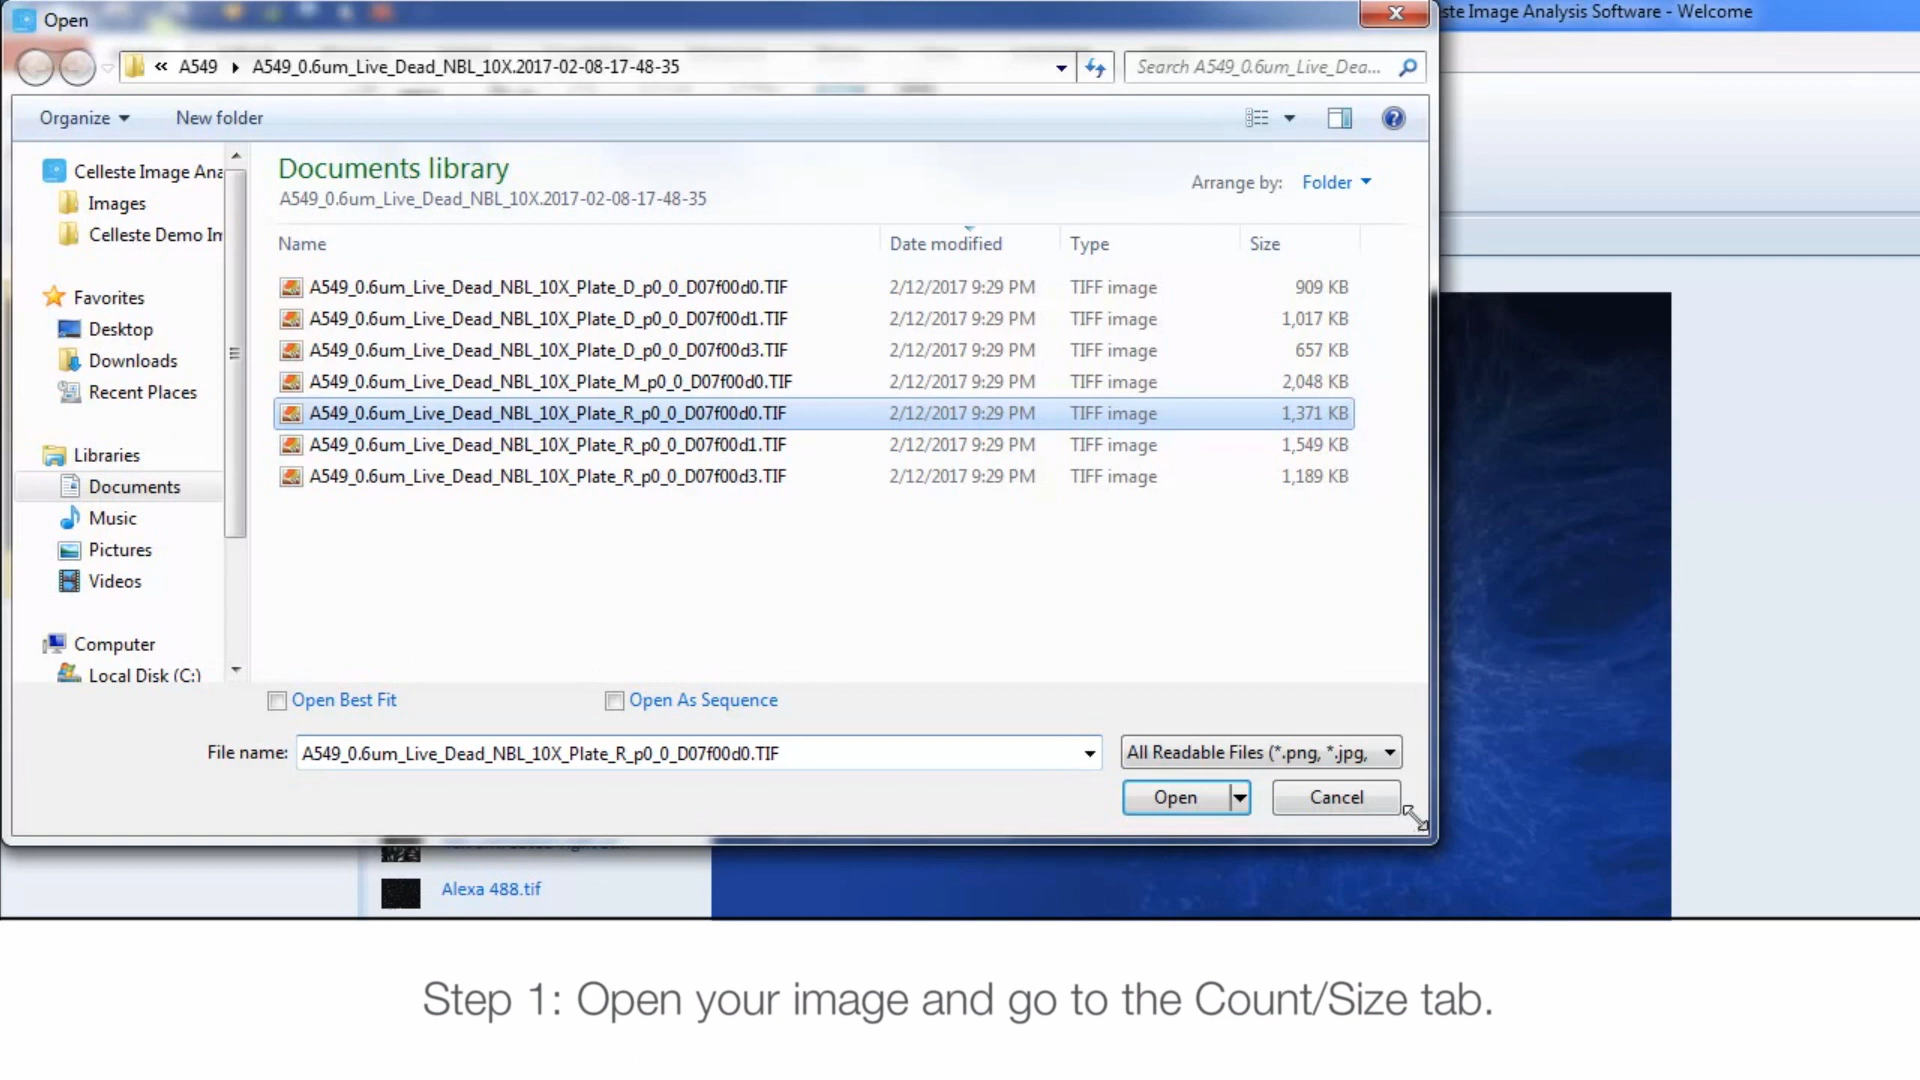 Open
ste Image Analysis Software - Welcome
« A549 ▸ A549_0.6um_Live_Dead_NBL_10X.2017-02-08-17-48-35
Search A549_0.6um_Live_Dea...
Organize New folder
Celleste Image Ana
Images
Celleste Demo Im
Favorites
Desktop
Downloads
Recent Places
Libraries
Documents
Music
Pictures
Videos
Computer
Local Disk (C:)
Documents library
A549_0.6um_Live_Dead_NBL_10X.2017-02-08-17-48-35
Arrange by: Folder
Name Date modified Type Size
A549_0.6um_Live_Dead_NBL_10X_Plate_D_p0_0_D07f00d0.TIF 2/12/2017 9:29 PM TIFF image 909 KB
A549_0.6um_Live_Dead_NBL_10X_Plate_D_p0_0_D07f00d1.TIF 2/12/2017 9:29 PM TIFF image 1,017 KB
A549_0.6um_Live_Dead_NBL_10X_Plate_D_p0_0_D07f00d3.TIF 2/12/2017 9:29 PM TIFF image 657 KB
A549_0.6um_Live_Dead_NBL_10X_Plate_M_p0_0_D07f00d0.TIF 2/12/2017 9:29 PM TIFF image 2,048 KB
A549_0.6um_Live_Dead_NBL_10X_Plate_R_p0_0_D07f00d0.TIF 2/12/2017 9:29 PM TIFF image 1,371 KB
A549_0.6um_Live_Dead_NBL_10X_Plate_R_p0_0_D07f00d1.TIF 2/12/2017 9:29 PM TIFF image 1,549 KB
A549_0.6um_Live_Dead_NBL_10X_Plate_R_p0_0_D07f00d3.TIF 2/12/2017 9:29 PM TIFF image 1,189 KB
Open Best Fit Open As Sequence
File name: A549_0.6um_Live_Dead_NBL_10X_Plate_R_p0_0_D07f00d0.TIF All Readable Files (*.png, *.jpg,
Open Cancel
Alexa 488.tif
Step 1: Open your image and go to the Count/Size tab.